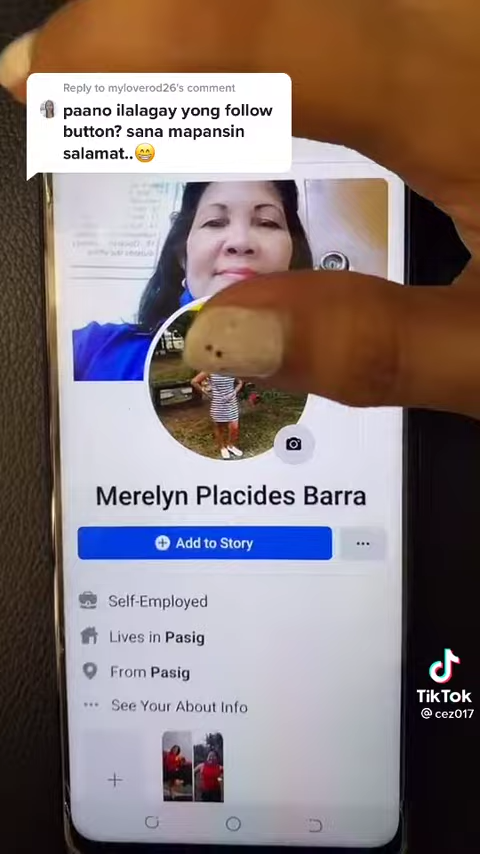 Reply to myloverod26's comment
paano ilalagay yong follow
button? sana mapansin
salamat..😁
Merelyn Placides Barra
Add to Story
Self-Employed
Lives in Pasig
From Pasig
See Your About Info
TikTok
@cez017